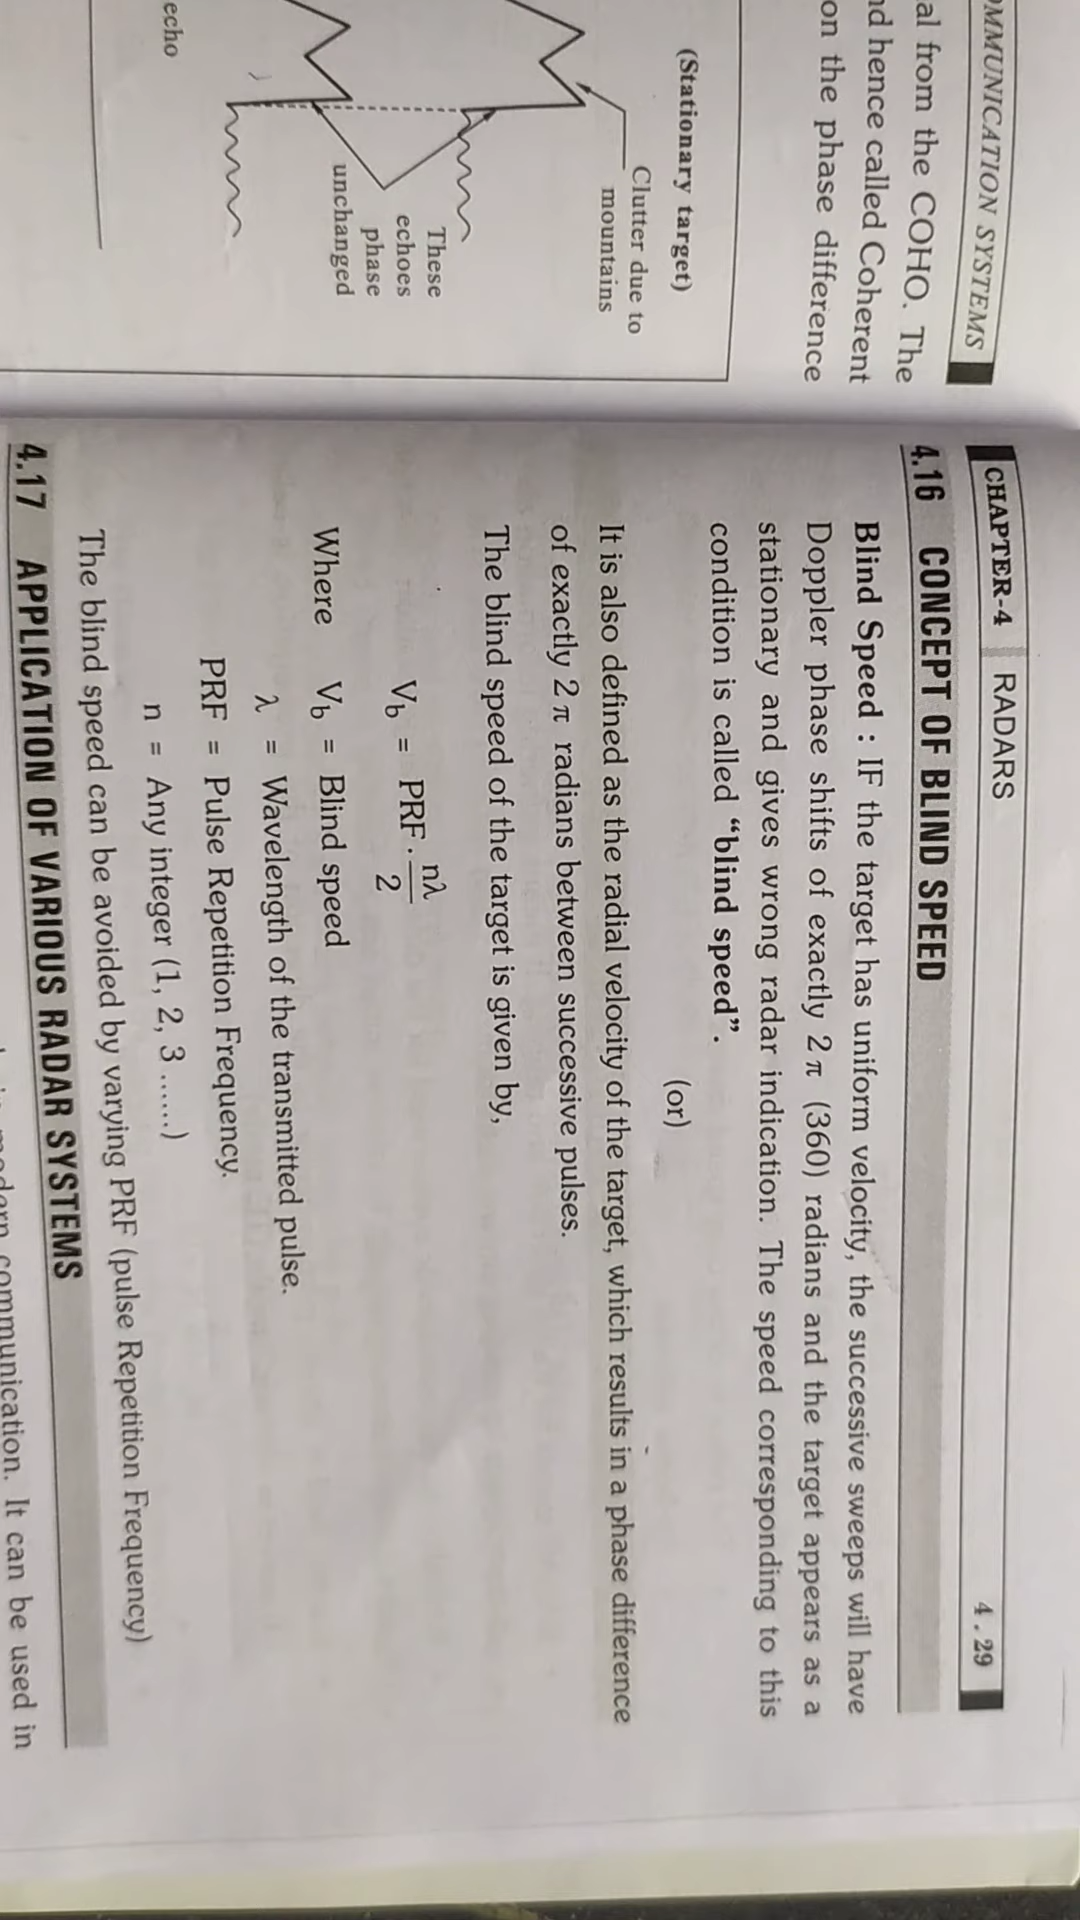 OMMUNICATION SYSTEMS
al from the COHO. The
nd hence called Coherent
on the phase difference
(Stationary target)
Clutter due to
mountains
These
echoes
phase
unchanged
echo
CHAPTER-4 RADARS 4.29
4.16 CONCEPT OF BLIND SPEED
Blind Speed : IF the target has uniform velocity, the successive sweeps will have
Doppler phase shifts of exactly 2 π (360) radians and the target appears as a
stationary and gives wrong radar indication. The speed corresponding to this
condition is called “blind speed”.
(or)
It is also defined as the radial velocity of the target, which results in a phase difference
of exactly 2 π radians between successive pulses.
The blind speed of the target is given by,
V_b = PRF · nλ/2
Where V_b = Blind speed
λ = Wavelength of the transmitted pulse.
PRF = Pulse Repetition Frequency.
n = Any integer (1, 2, 3 ......)
The blind speed can be avoided by varying PRF (pulse Repetition Frequency)
4.17 APPLICATION OF VARIOUS RADAR SYSTEMS
communication. It can be used in